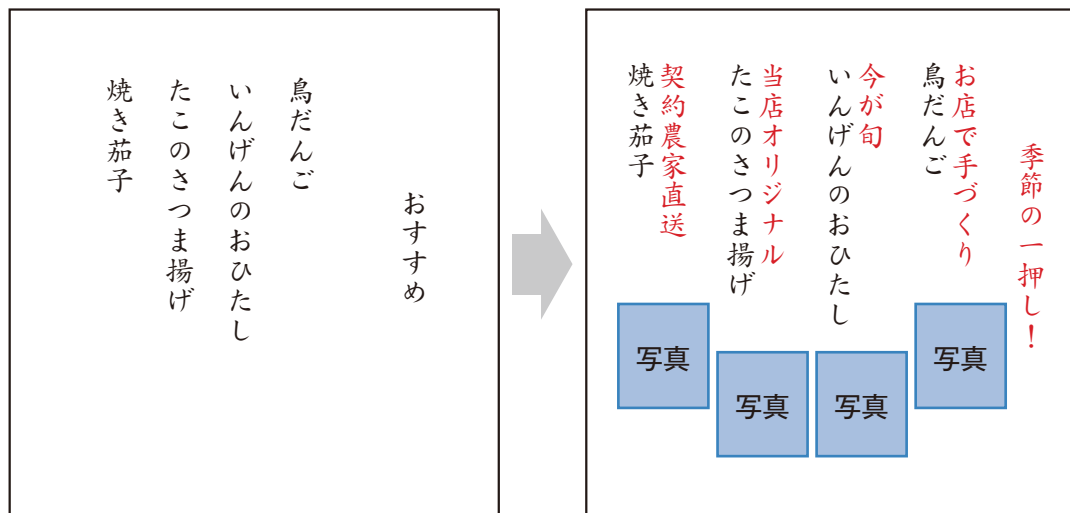 おすすめ
鳥だんご
いんげんのおひたし
たこのさつま揚げ
焼き茄子
季節の一押し!
お店で手づくり
鳥だんご
今が旬
いんげんのおひたし
当店オリジナル
たこのさつま揚げ
契約農家直送
焼き茄子
写真
写真
写真
写真